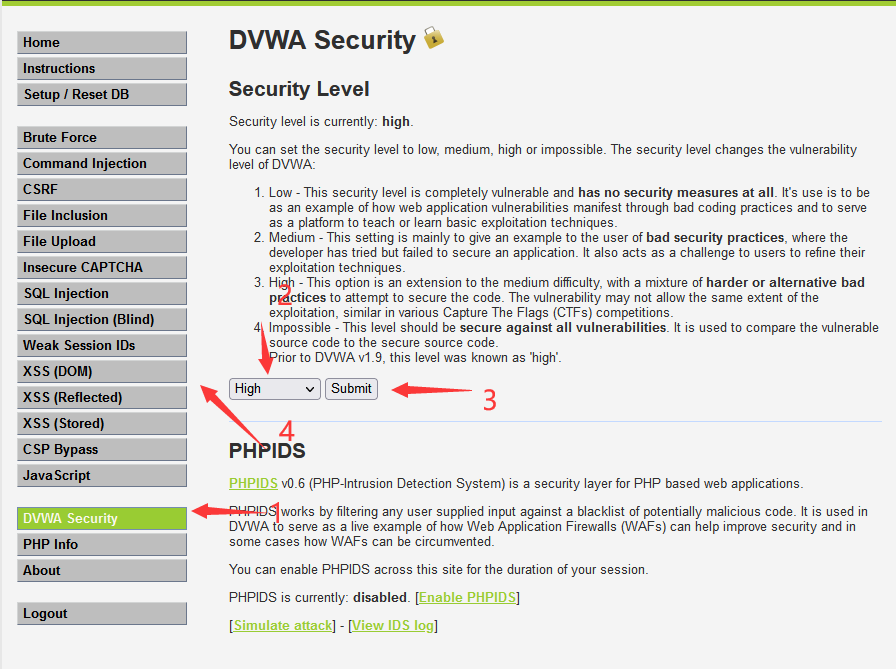 Home
Instructions
Setup / Reset DB
Brute Force
Command Injection
CSRF
File Inclusion
File Upload
Insecure CAPTCHA
SQL Injection
SQL Injection (Blind)
Weak Session IDs
XSS (DOM)
XSS (Reflected)
XSS (Stored)
CSP Bypass
JavaScript
DVWA Security
PHP Info
About
Logout
DVWA Security
Security Level
Security level is currently: high.
You can set the security level to low, medium, high or impossible. The security level changes the vulnerability
level of DVWA:
1. Low - This security level is completely vulnerable and has no security measures at all. It's use is to be
as an example of how web application vulnerabilities manifest through bad coding practices and to serve
as a platform to teach or learn basic exploitation techniques.
2. Medium - This setting is mainly to give an example to the user of bad security practices, where the
developer has tried but failed to secure an application. It also acts as a challenge to users to refine their
exploitation techniques.
3. High - This option is an extension to the medium difficulty, with a mixture of harder or alternative bad
practices to attempt to secure the code. The vulnerability may not allow the same extent of the
exploitation, similar in various Capture The Flags (CTFs) competitions.
4. Impossible - This level should be secure against all vulnerabilities. It is used to compare the vulnerable
source code to the secure source code.
Prior to DVWA v1.9, this level was known as 'high'.
2
High Submit
3
4
PHPIDS
PHPIDS v0.6 (PHP-Intrusion Detection System) is a security layer for PHP based web applications.
1
PHPIDS works by filtering any user supplied input against a blacklist of potentially malicious code. It is used in
DVWA to serve as a live example of how Web Application Firewalls (WAFs) can help improve security and in
some cases how WAFs can be circumvented.
You can enable PHPIDS across this site for the duration of your session.
PHPIDS is currently: disabled. [Enable PHPIDS]
[Simulate attack] - [View IDS log]